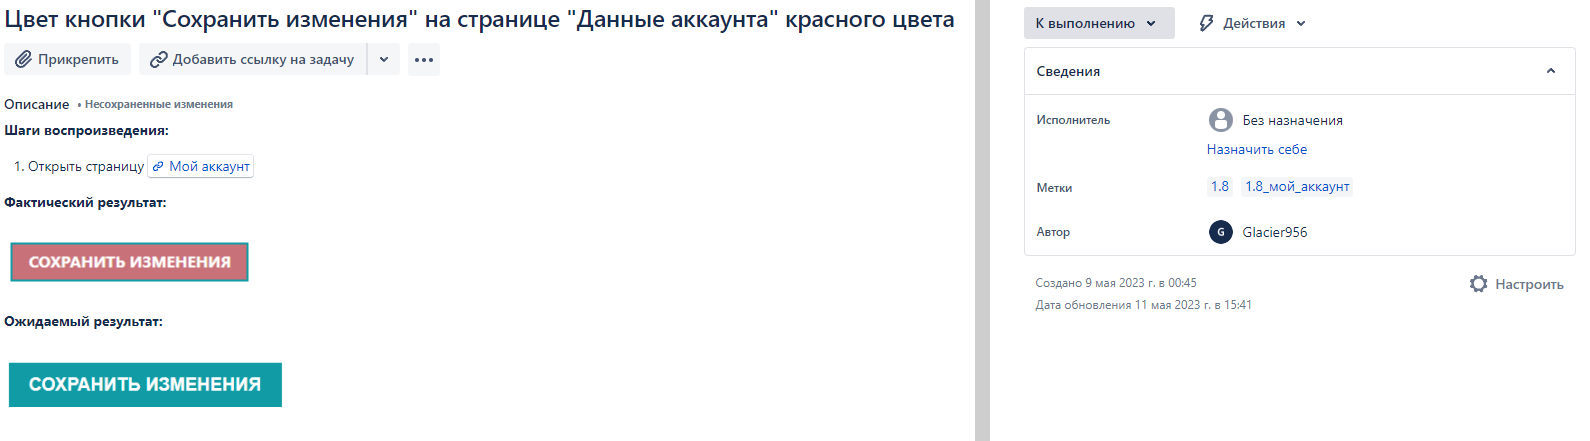 Цвет кнопки "Сохранить изменения" на странице "Данные аккаунта" красного цвета
Прикрепить
Добавить ссылку на задачу
Описание • Несохраненные изменения
Шаги воспроизведения:
1. Открыть страницу Мой аккаунт
Фактический результат:
СОХРАНИТЬ ИЗМЕНЕНИЯ
Ожидаемый результат:
СОХРАНИТЬ ИЗМЕНЕНИЯ
К выполнению
Действия
Сведения
Исполнитель
Без назначения
Назначить себе
Метки
1.8 1.8_мой_аккаунт
Автор
G Glacier956
Создано 9 мая 2023 г. в 00:45
Настроить
Дата обновления 11 мая 2023 г. в 15:41